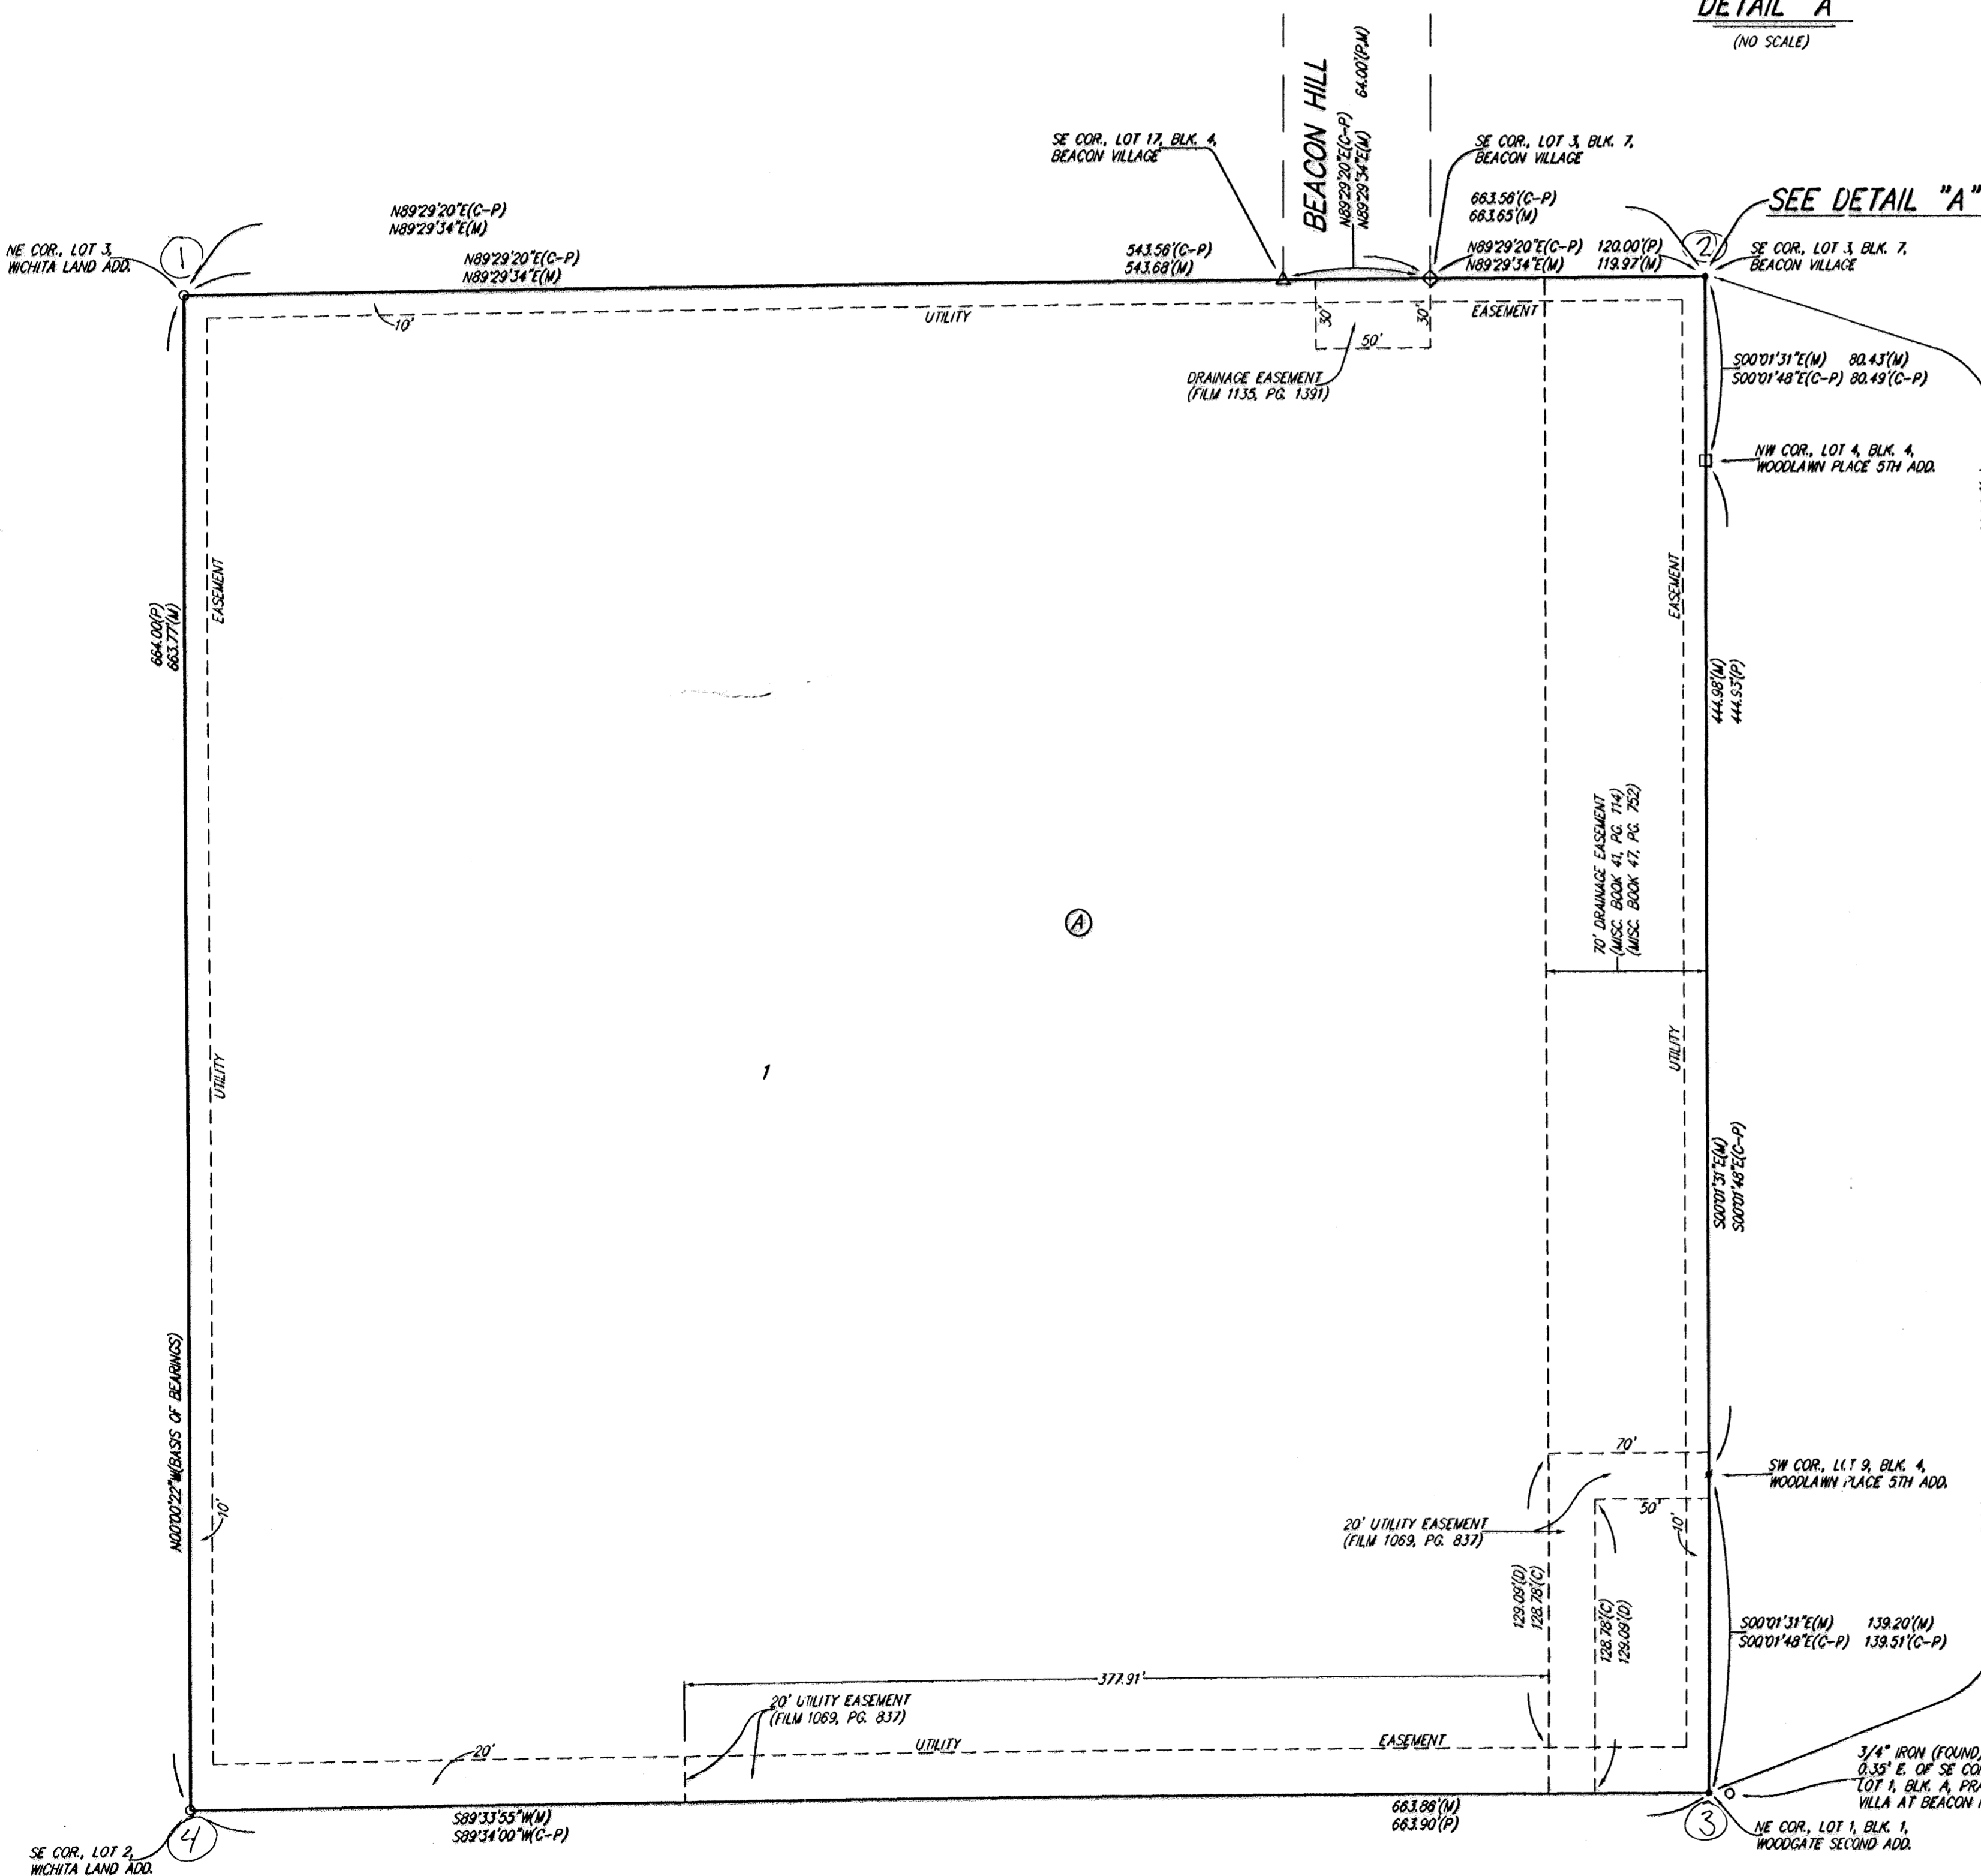 DETAIL "A"
(NO SCALE)
BEACON HILL
N89°29'20"E(C-P)
N89°29'34"E(M) 64.00'(P,M)
SE COR., LOT 17, BLK. 4,
BEACON VILLAGE
SE COR., LOT 3, BLK. 7,
BEACON VILLAGE
663.56'(C-P)
663.65'(M)
SEE DETAIL "A"
N89°29'20"E(C-P)
N89°29'34"E(M)
NE COR., LOT 3,
WICHITA LAND ADD.
1
N89°29'20"E(C-P)
N89°29'34"E(M)
543.56'(C-P)
543.68'(M)
N89°29'20"E(C-P) 120.00'(P)
N89°29'34"E(M) 119.97'(M)
2
SE COR., LOT 3, BLK. 7,
BEACON VILLAGE
10'
UTILITY
EASEMENT
30'
30'
50'
DRAINAGE EASEMENT
(FILM 1135, PG. 1391)
S00°01'31"E(M) 80.43'(M)
S00°01'48"E(C-P) 80.49'(C-P)
NW COR., LOT 4, BLK. 4,
WOODLAWN PLACE 5TH ADD.
EASEMENT
EASEMENT
664.00(P)
663.77'(M)
444.98'(M)
444.93'(P)
70' DRAINAGE EASEMENT
(MISC. BOOK 41, PG. 114)
(MISC. BOOK 47, PG. 752)
A
UTILITY
UTILITY
1
S00°01'31"E(M)
S00°01'48"E(C-P)
N00°00'22"W(BASIS OF BEARINGS)
10'
70'
SW COR., LOT 9, BLK. 4,
WOODLAWN PLACE 5TH ADD.
50'
10'
20' UTILITY EASEMENT
(FILM 1069, PG. 837)
129.09'(D)
128.78'(C)
128.78'(C)
129.09'(D)
S00°01'31"E(M) 139.20'(M)
S00°01'48"E(C-P) 139.51'(C-P)
377.91'
20' UTILITY EASEMENT
(FILM 1069, PG. 837)
20'
UTILITY
EASEMENT
3/4" IRON (FOUND)
0.35' E. OF SE
LOT 1, BLK. A,
VILLA AT BEACON
S89°33'55"W(M)
S89°34'00"W(C-P)
663.86'(M)
663.90'(P)
4
3
NE COR., LOT 1, BLK. 1,
WOODGATE SECOND ADD.
SE COR., LOT 2,
WICHITA LAND ADD.